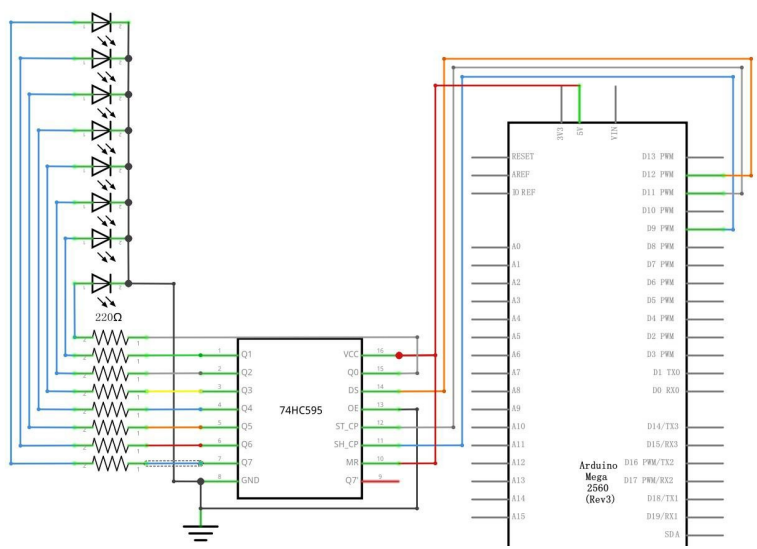 220Ω
1 Q1
2 Q2
3 Q3
4 Q4
5 Q5
6 Q6
7 Q7
8 GND
74HC595
VCC 16
Q0 15
DS 14
OE 13
ST_CP 12
SH_CP 11
MR 10
Q7' 9
3V3
5V
VIN
RESET
AREF
IO REF
A0
A1
A2
A3
A4
A5
A6
A7
A8
A9
A10
A11
A12
A13
A14
A15
Arduino
Mega
2560
(Rev3)
D13 PWM
D12 PWM
D11 PWM
D10 PWM
D9 PWM
D8 PWM
D7 PWM
D6 PWM
D5 PWM
D4 PWM
D2 PWM
D3 PWM
D1 TX0
D0 RX0
D14/TX3
D15/RX3
D16 PWM/TX2
D17 PWM/RX2
D18/TX1
D19/RX1
SDA